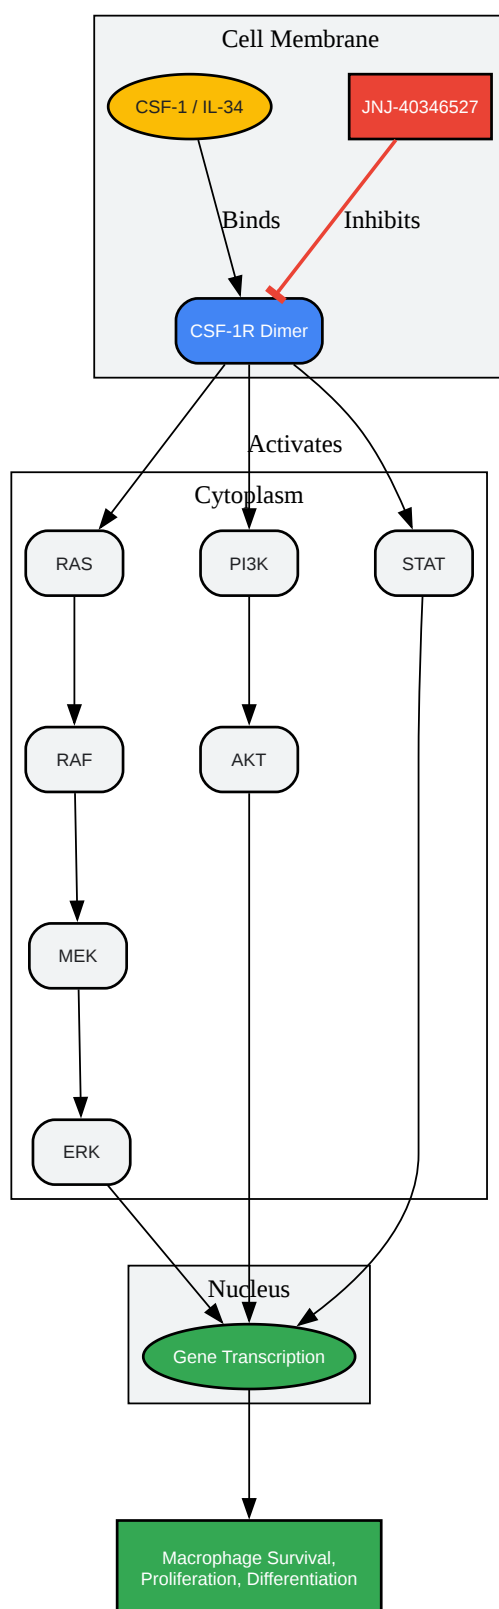 Cell Membrane
CSF-1 / IL-34
JNJ-40346527
Binds
Inhibits
CSF-1R Dimer
Activates
Cytoplasm
RAS
PI3K
STAT
RAF
AKT
MEK
ERK
Nucleus
Gene Transcription
Macrophage Survival,
Proliferation, Differentiation